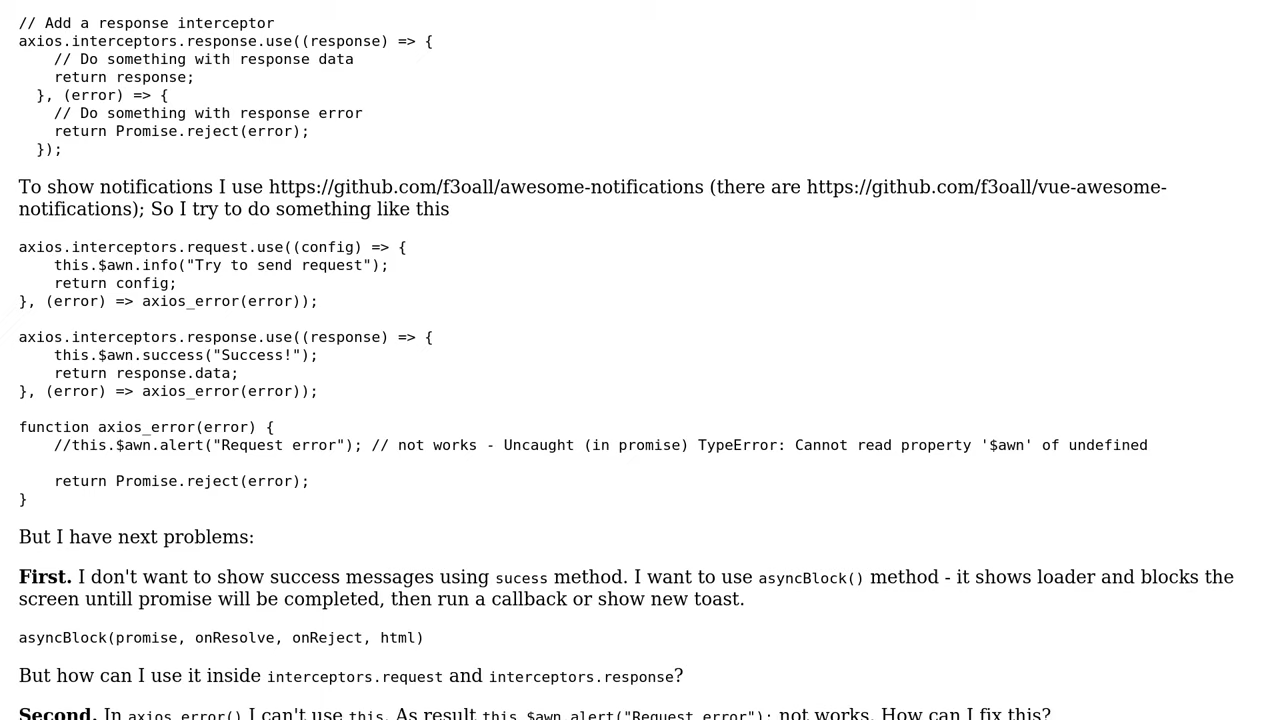 // Add a response interceptor
axios.interceptors.response.use((response) => {
    // Do something with response data
    return response;
  }, (error) => {
    // Do something with response error
    return Promise.reject(error);
  });
To show notifications I use https://github.com/f3oall/awesome-notifications (there are https://github.com/f3oall/vue-awesome-
notifications); So I try to do something like this
axios.interceptors.request.use((config) => {
    this.$awn.info("Try to send request");
    return config;
}, (error) => axios_error(error));
axios.interceptors.response.use((response) => {
    this.$awn.success("Success!");
    return response.data;
}, (error) => axios_error(error));
function axios_error(error) {
    //this.$awn.alert("Request error"); // not works - Uncaught (in promise) TypeError: Cannot read property '$awn' of undefined
    return Promise.reject(error);
}
But I have next problems:
First. I don't want to show success messages using sucess method. I want to use asyncBlock() method - it shows loader and blocks the
screen untill promise will be completed, then run a callback or show new toast.
asyncBlock(promise, onResolve, onReject, html)
But how can I use it inside interceptors.request and interceptors.response?
Second. In axios_error() I can't use this. As result this.$awn.alert("Request error"); not works. How can I fix this?